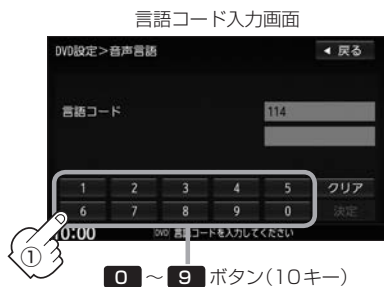 言語コード入力画面
DVD設定>音声言語
◀ 戻る
言語コード
114
1 2 3 4 5 クリア
6 7 8 9 0 決定
10:00 DVD 言語コードを入力してください
①
0 ～ 9 ボタン(10キー)